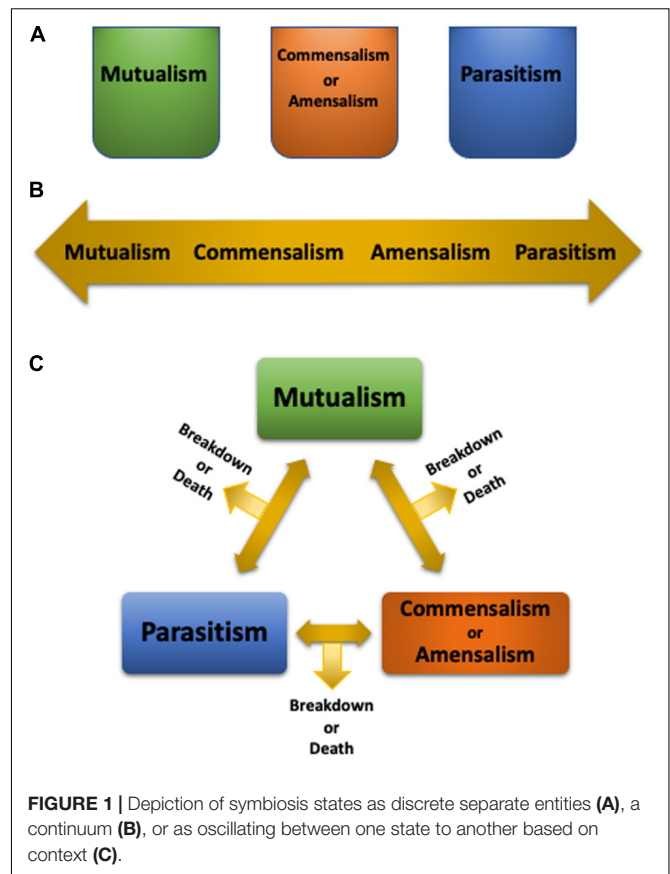 A
Mutualism
Commensalism
or
Amensalism
Parasitism
B
Mutualism Commensalism Amensalism Parasitism
C
Mutualism
Breakdown
or
Death
Breakdown
or
Death
Parasitism
Commensalism
or
Amensalism
Breakdown
or
Death
FIGURE 1 | Depiction of symbiosis states as discrete separate entities (A), a
continuum (B), or as oscillating between one state to another based on
context (C).